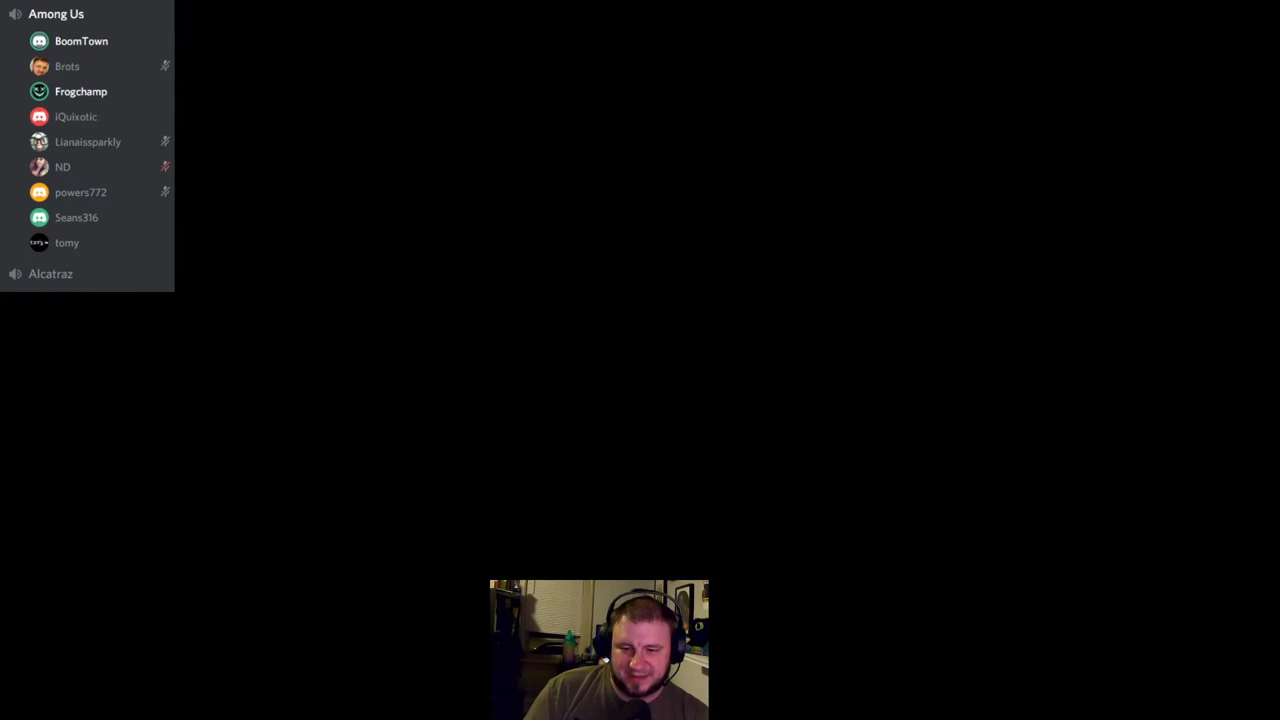 Among Us
BoomTown
Brots
Frogchamp
iQuixotic
Lianaissparkly
ND
powers772
Seans316
tomy
Alcatraz